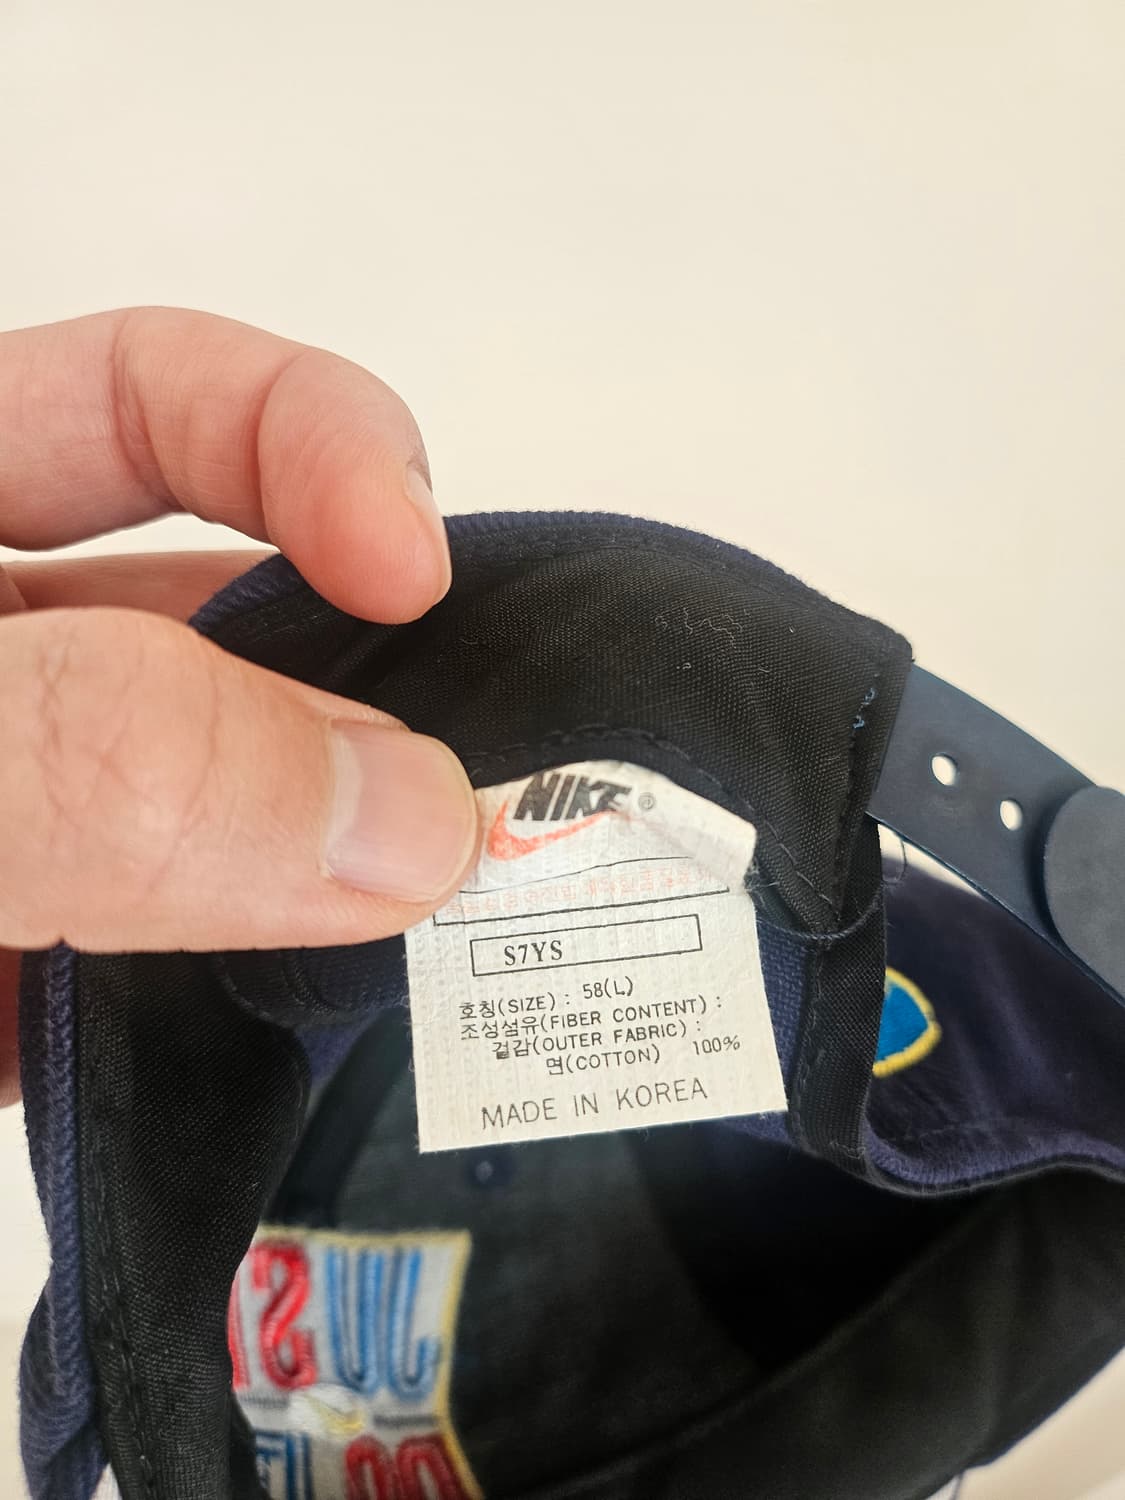 NIKE®
S7YS
호칭(SIZE) : 58(L)
조성섬유(FIBER CONTENT) :
겉감(OUTER FABRIC) :
면(COTTON) 100%
MADE IN KOREA